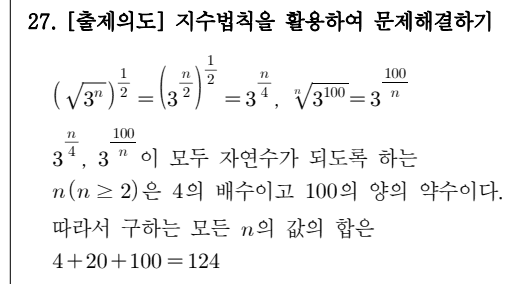 27. [출제의도] 지수법칙을 활용하여 문제해결하기
(√(3^n))^(1/2) = (3^(n/2))^(1/2) = 3^(n/4), ⁿ√(3^100) = 3^(100/n)
3^(n/4), 3^(100/n) 이 모두 자연수가 되도록 하는
n(n ≥ 2)은 4의 배수이고 100의 양의 약수이다.
따라서 구하는 모든 n의 값의 합은
4+20+100=124